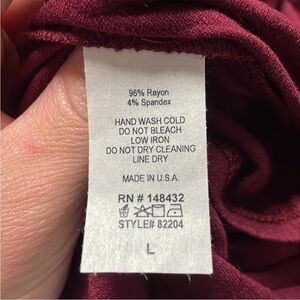 96% Rayon
4% Spandex
HAND WASH COLD
DO NOT BLEACH
LOW IRON
DO NOT DRY CLEANING
LINE DRY
MADE IN U.S.A.
RN # 148432
STYLE# 82204
L